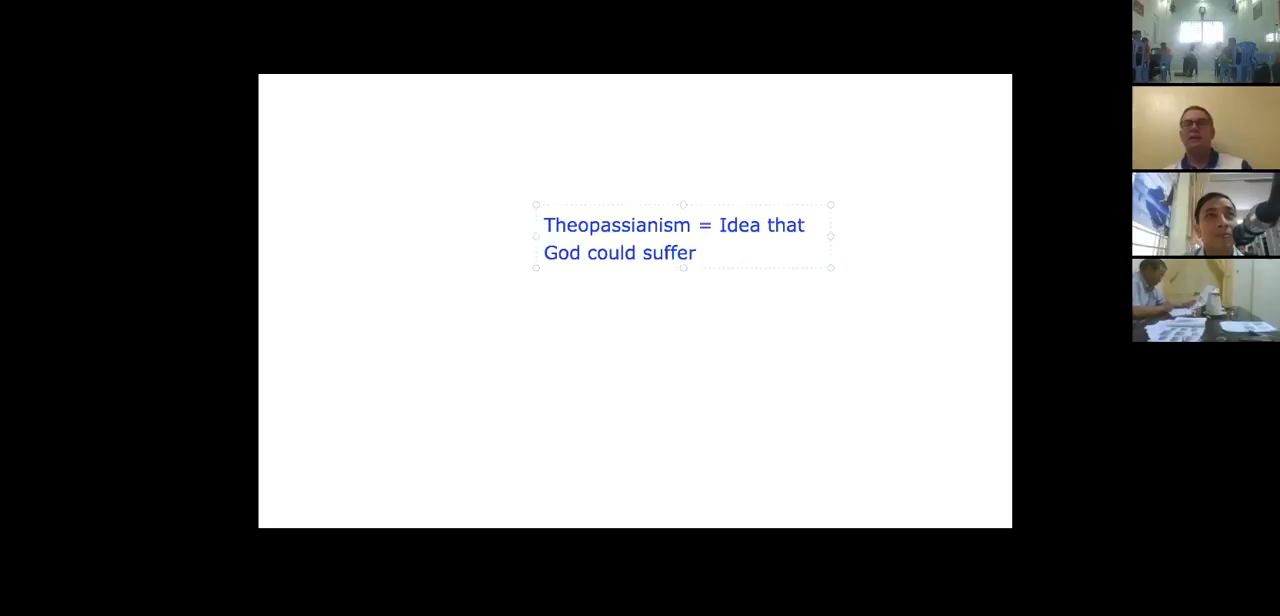 Theopassianism = Idea that
God could suffer